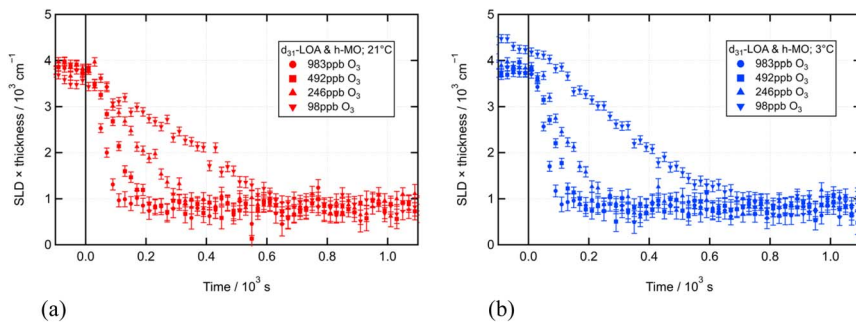 5
4
3
2
1
0
SLD × thickness / 10³ cm⁻¹
d₃₁-LOA & h-MO; 21°C
983ppb O₃
492ppb O₃
246ppb O₃
98ppb O₃
0.0 0.2 0.4 0.6 0.8 1.0
Time / 10³ s
(a)
5
4
3
2
1
0
SLD × thickness / 10³ cm⁻¹
d₃₁-LOA & h-MO; 3°C
983ppb O₃
492ppb O₃
246ppb O₃
98ppb O₃
0.0 0.2 0.4 0.6 0.8 1.0
Time / 10³ s
(b)